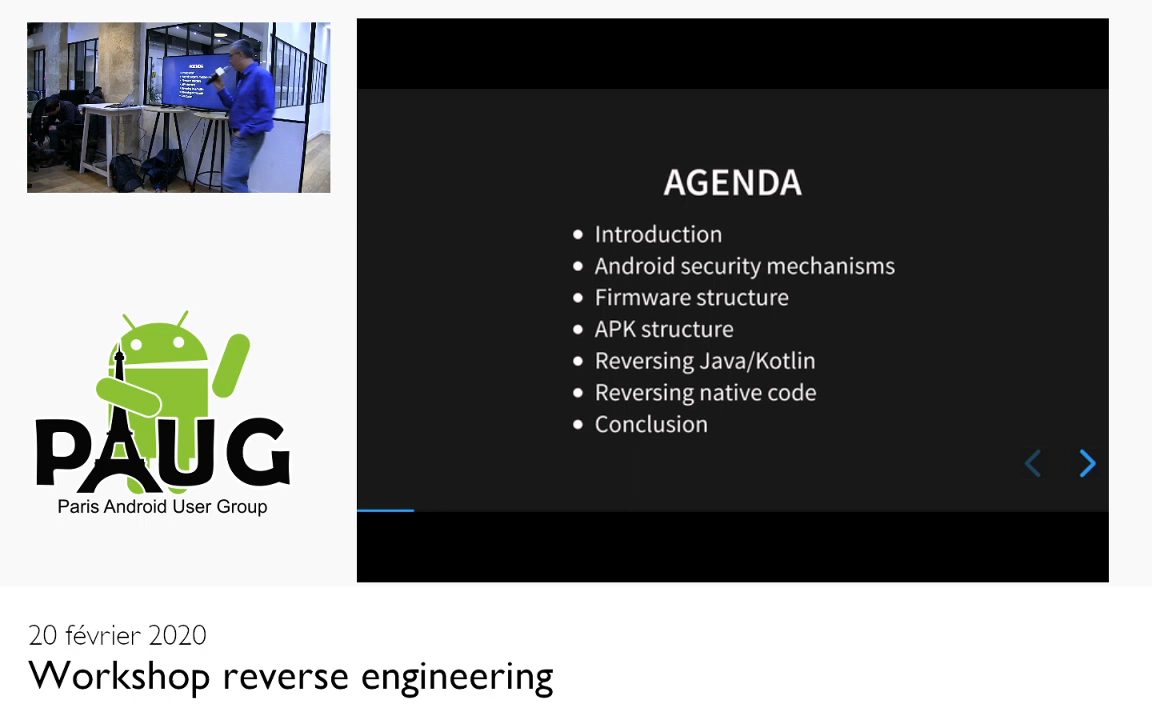 AGENDA
Introduction
Android security mechanisms
Firmware structure
APK structure
Reversing Java/Kotlin
Reversing native code
Conclusion
PAUG
Paris Android User Group
20 février 2020
Workshop reverse engineering